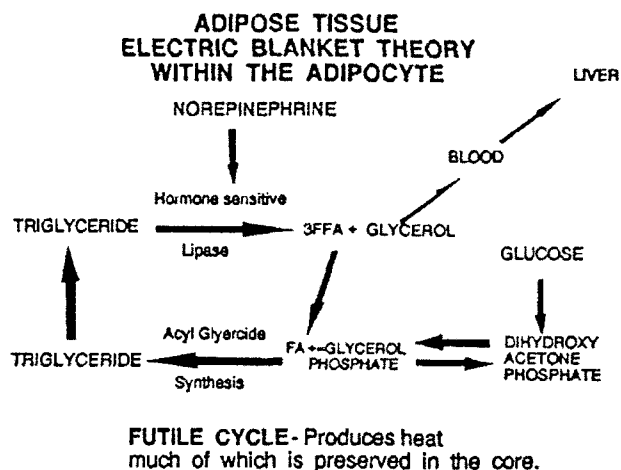 ADIPOSE TISSUE
ELECTRIC BLANKET THEORY
WITHIN THE ADIPOCYTE
LIVER
NOREPINEPHRINE
BLOOD
Hormone sensitive
TRIGLYCERIDE
3FFA + GLYCEROL
Lipase
GLUCOSE
Acyl Glyercide
TRIGLYCERIDE
FA +∝GLYCEROL
PHOSPHATE
Synthesis
DIHYDROXY
ACETONE
PHOSPHATE
FUTILE CYCLE- Produces heat
much of which is preserved in the core.